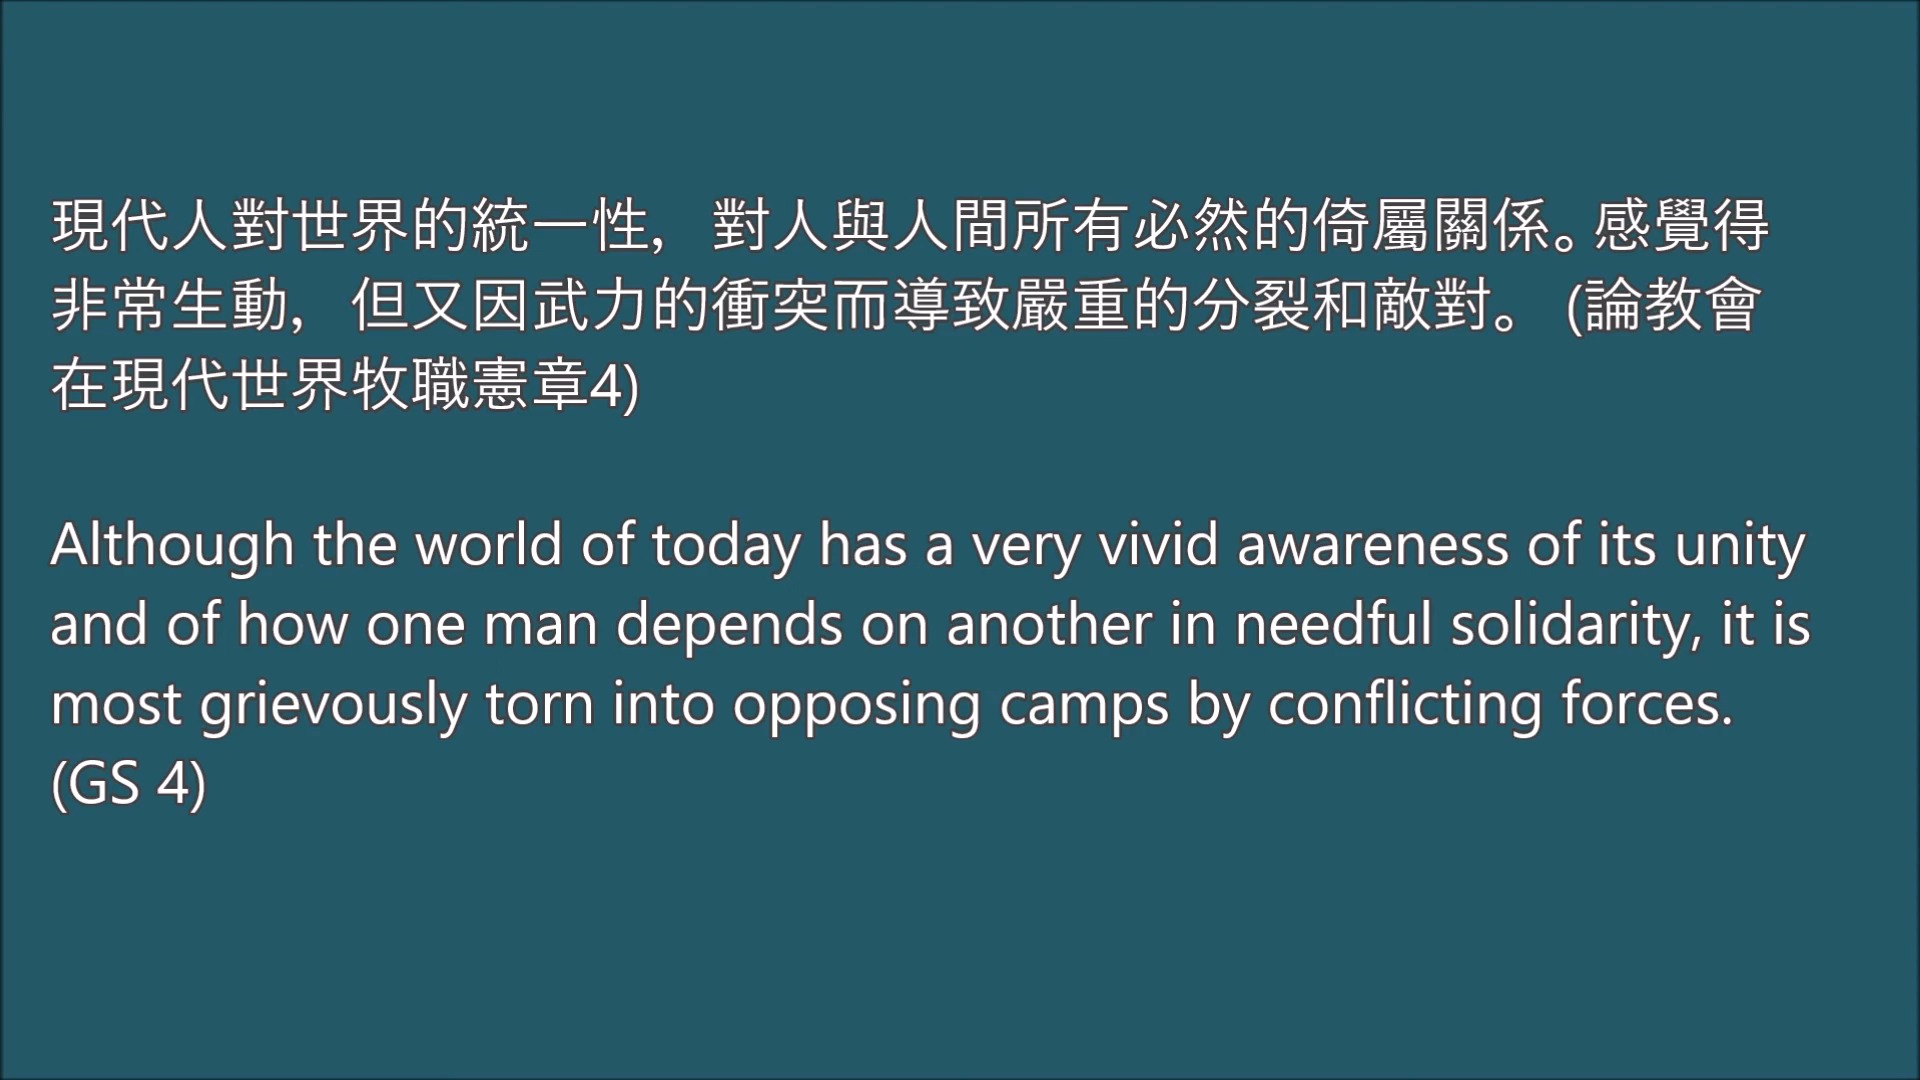 現代人對世界的統一性, 對人與人間所有必然的倚屬關係。感覺得
非常生動, 但又因武力的衝突而導致嚴重的分裂和敵對。 (論教會
在現代世界牧職憲章4)
Although the world of today has a very vivid awareness of its unity
and of how one man depends on another in needful solidarity, it is
most grievously torn into opposing camps by conflicting forces.
(GS 4)